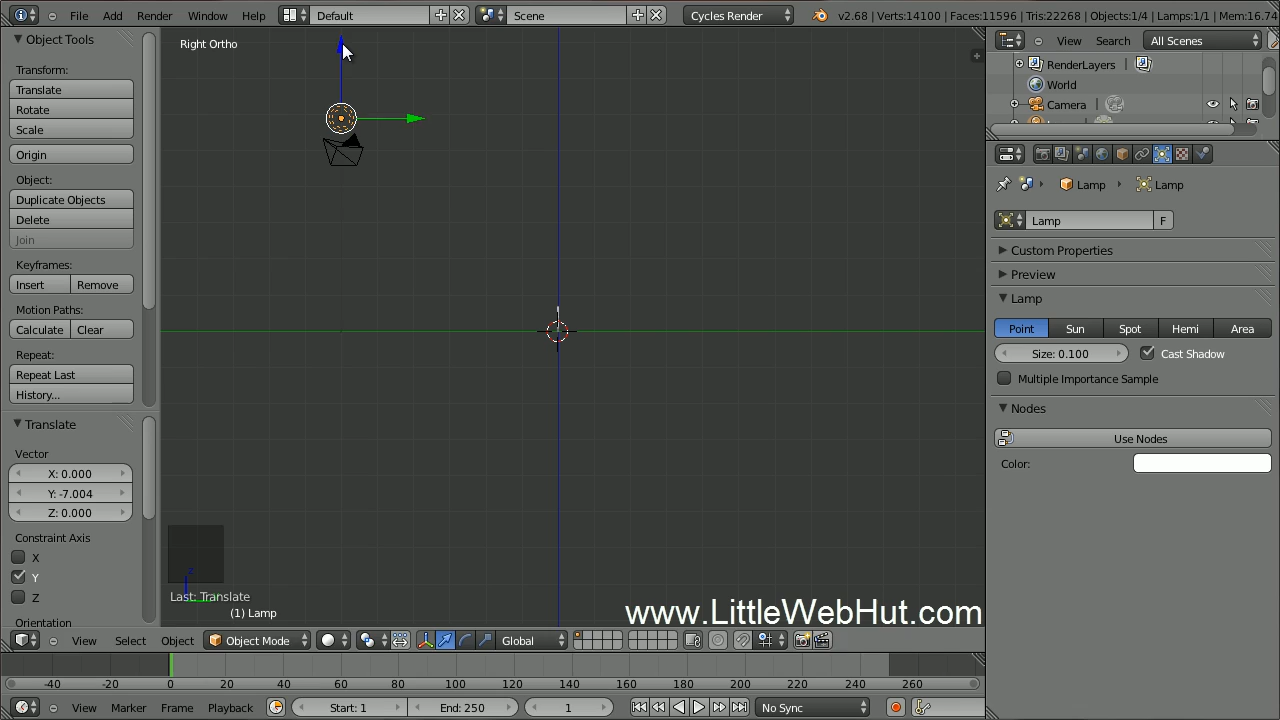 File Add Render Window Help Default Scene Cycles Render v2.68 | Verts:14100 | Faces:11596 | Tris:22268 | Objects:1/4 | Lamps:1/1 | Mem:16.74
Object Tools
Transform:
Translate
Rotate
Scale
Origin
Object:
Duplicate Objects
Delete
Join
Keyframes:
Insert Remove
Motion Paths:
Calculate Clear
Repeat:
Repeat Last
History...
Translate
Vector
X: 0.000
Y: -7.004
Z: 0.000
Constraint Axis
X
Y
Z
Orientation
Right Ortho
z
Last: Translate
(1) Lamp
www.LittleWebHut.com
View Select Object Object Mode Global
-40 -20 0 20 40 60 80 100 120 140 160 180 200 220 240 260
View Marker Frame Playback Start: 1 End: 250 1 No Sync
View Search All Scenes
RenderLayers |
World
Camera |
Lamp Lamp
Lamp F
Custom Properties
Preview
Lamp
Point Sun Spot Hemi Area
Size: 0.100 Cast Shadow
Multiple Importance Sample
Nodes
Use Nodes
Color: